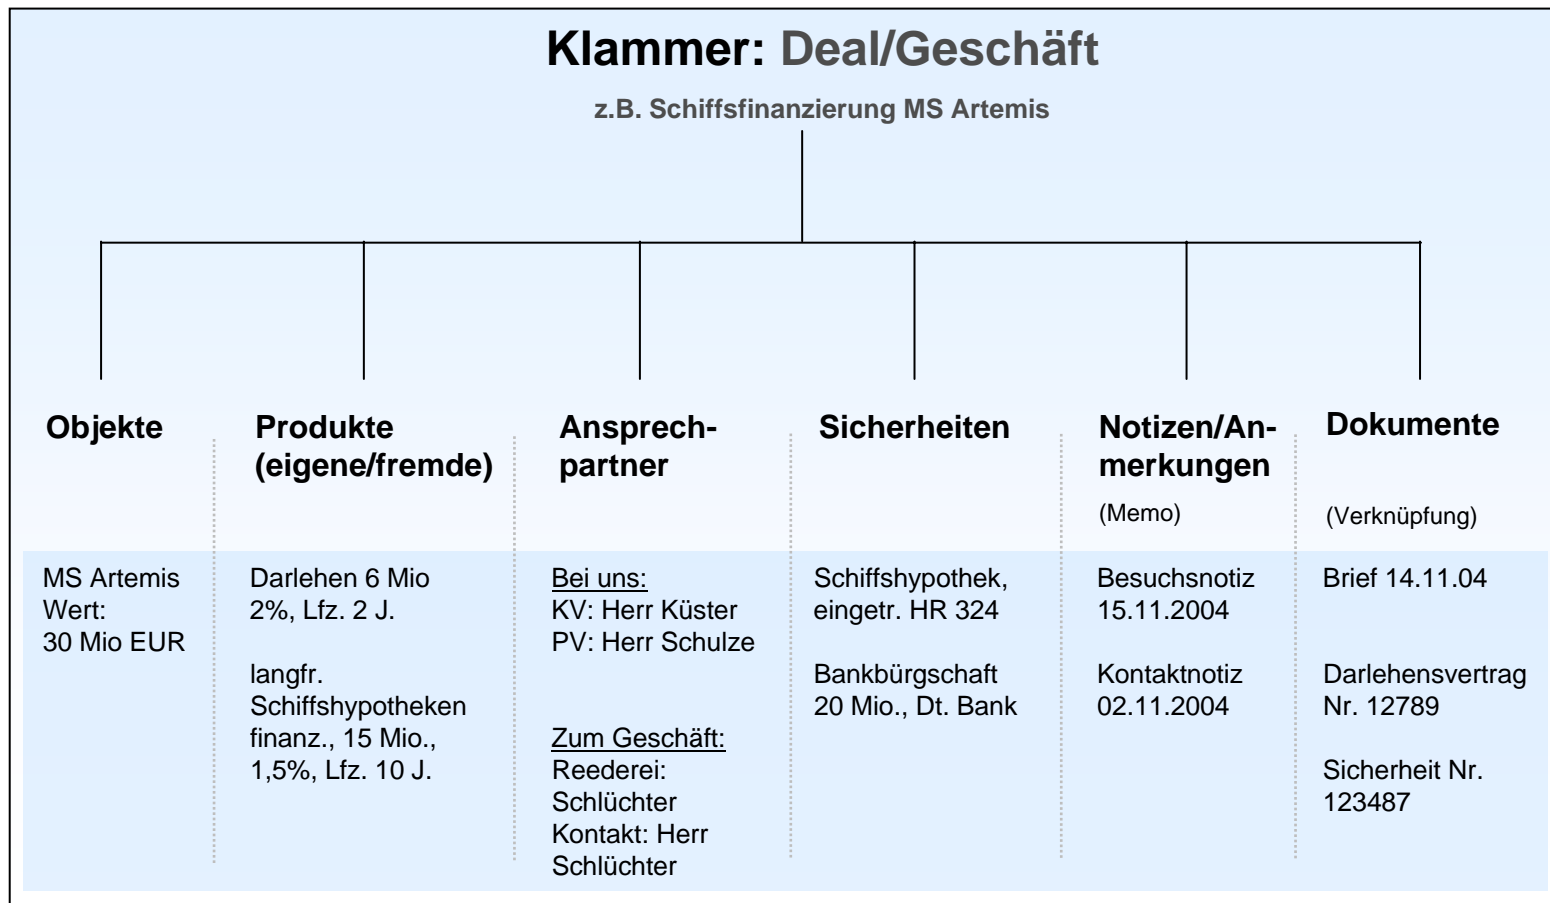 Klammer: Deal/Geschäft
z.B. Schiffsfinanzierung MS Artemis
Objekte
Produkte
(eigene/fremde)
Ansprech-
partner
Sicherheiten
Notizen/An-
merkungen
(Memo)
Dokumente
(Verknüpfung)
MS Artemis
Wert:
30 Mio EUR
Darlehen 6 Mio
2%, Lfz. 2 J.
langfr.
Schiffshypotheken
finanz., 15 Mio.,
1,5%, Lfz. 10 J.
Bei uns:
KV: Herr Küster
PV: Herr Schulze
Zum Geschäft:
Reederei:
Schlüchter
Kontakt: Herr
Schlüchter
Schiffshypothek,
eingetr. HR 324
Bankbürgschaft
20 Mio., Dt. Bank
Besuchsnotiz
15.11.2004
Kontaktnotiz
02.11.2004
Brief 14.11.04
Darlehensvertrag
Nr. 12789
Sicherheit Nr.
123487